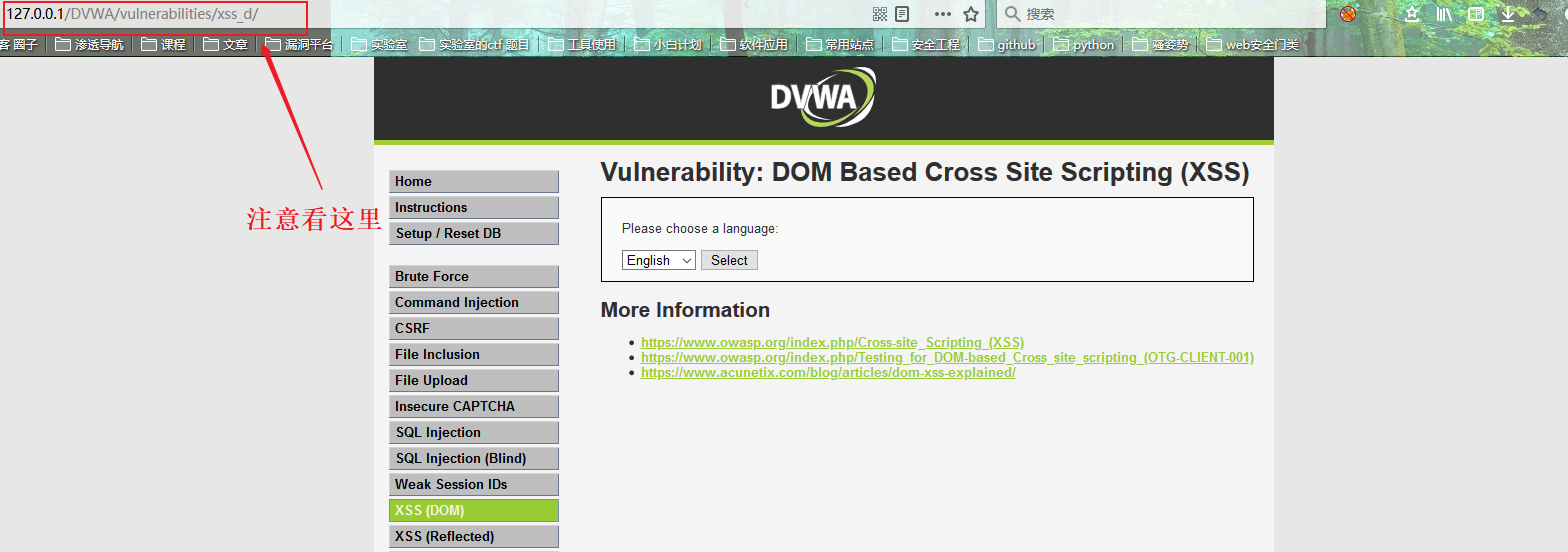 127.0.0.1/DVWA/vulnerabilities/xss_d/
搜索
客 圈子 渗透导航 课程 文章 漏洞平台 实验室 实验室的ctf 题目 工具使用 小白计划 软件应用 常用站点 安全工程 github python 骚姿势 web安全门类
DVWA
注意看这里
Home
Instructions
Setup / Reset DB
Brute Force
Command Injection
CSRF
File Inclusion
File Upload
Insecure CAPTCHA
SQL Injection
SQL Injection (Blind)
Weak Session IDs
XSS (DOM)
XSS (Reflected)
Vulnerability: DOM Based Cross Site Scripting (XSS)
Please choose a language:
English Select
More Information
https://www.owasp.org/index.php/Cross-site_Scripting_(XSS)
https://www.owasp.org/index.php/Testing_for_DOM-based_Cross_site_scripting_(OTG-CLIENT-001)
https://www.acunetix.com/blog/articles/dom-xss-explained/